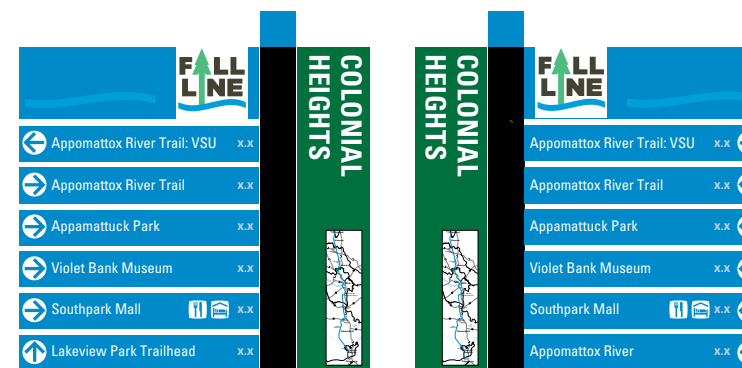 FALL
LINE
COLONIAL
HEIGHTS
Appomattox River Trail: VSU x.x
Appomattox River Trail x.x
Appamattuck Park x.x
Violet Bank Museum x.x
Southpark Mall x.x
Lakeview Park Trailhead x.x
COLONIAL
HEIGHTS
FALL
LINE
Appomattox River Trail: VSU x.x
Appomattox River Trail x.x
Appamattuck Park x.x
Violet Bank Museum x.x
Southpark Mall x.x
Appomattox River x.x